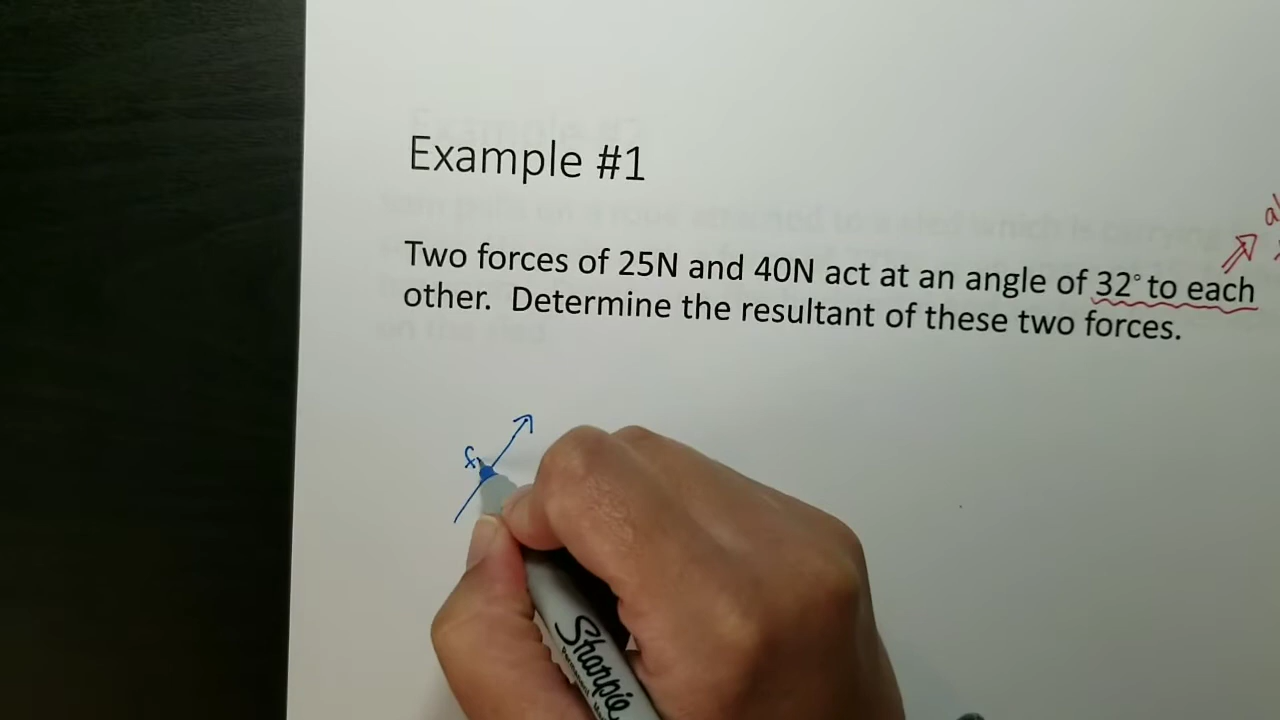 Example #1
Two forces of 25N and 40N act at an angle of 32° to each
other. Determine the resultant of these two forces.
Sharpie